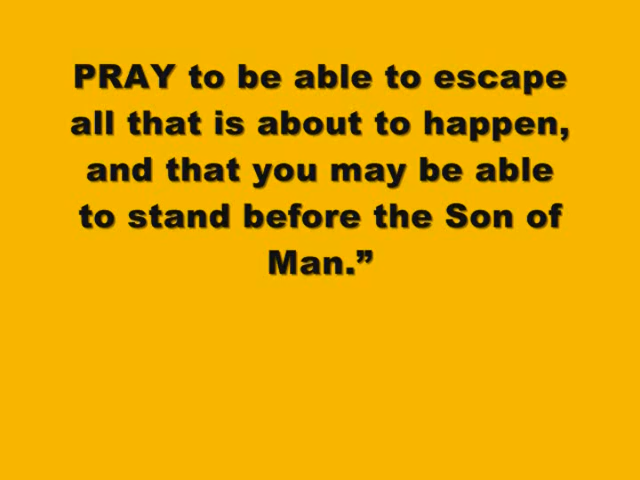 PRAY to be able to escape
all that is about to happen,
and that you may be able
to stand before the Son of
Man.”